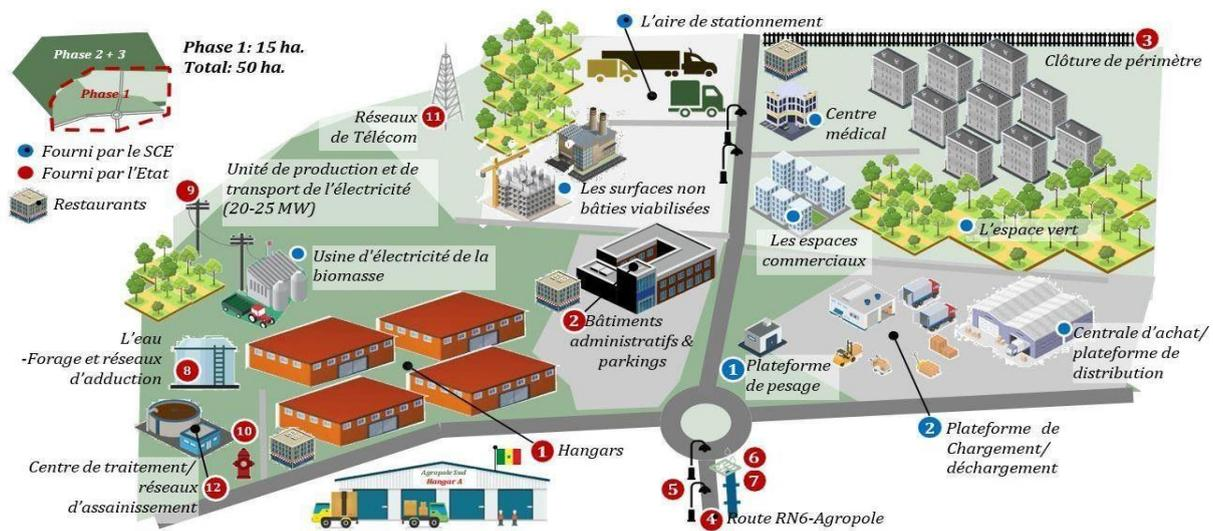 Phase 2 + 3
Phase 1
Phase 1: 15 ha.
Total: 50 ha.
Fourni par le SCE
Fourni par l'Etat
Restaurants
L'aire de stationnement
3
Clôture de périmètre
11
Réseaux
de Télécom
Centre
médical
9
Unité de production et de
transport de l'électricité
(20-25 MW)
Les surfaces non
bâties viabilisées
L'espace vert
Les espaces
commerciaux
Usine d'électricité de la
biomasse
2
Bâtiments
administratifs &
parkings
L'eau
-Forage et réseaux
d'adduction
8
1
Plateforme
de pesage
Centrale d'achat/
plateforme de
distribution
2
Plateforme de
Chargement/
déchargement
10
Centre de traitement/
réseaux
d'assainissement
12
1
Hangars
Agropole Sud
Hangar A
6
7
5
4
Route RN6-Agropole